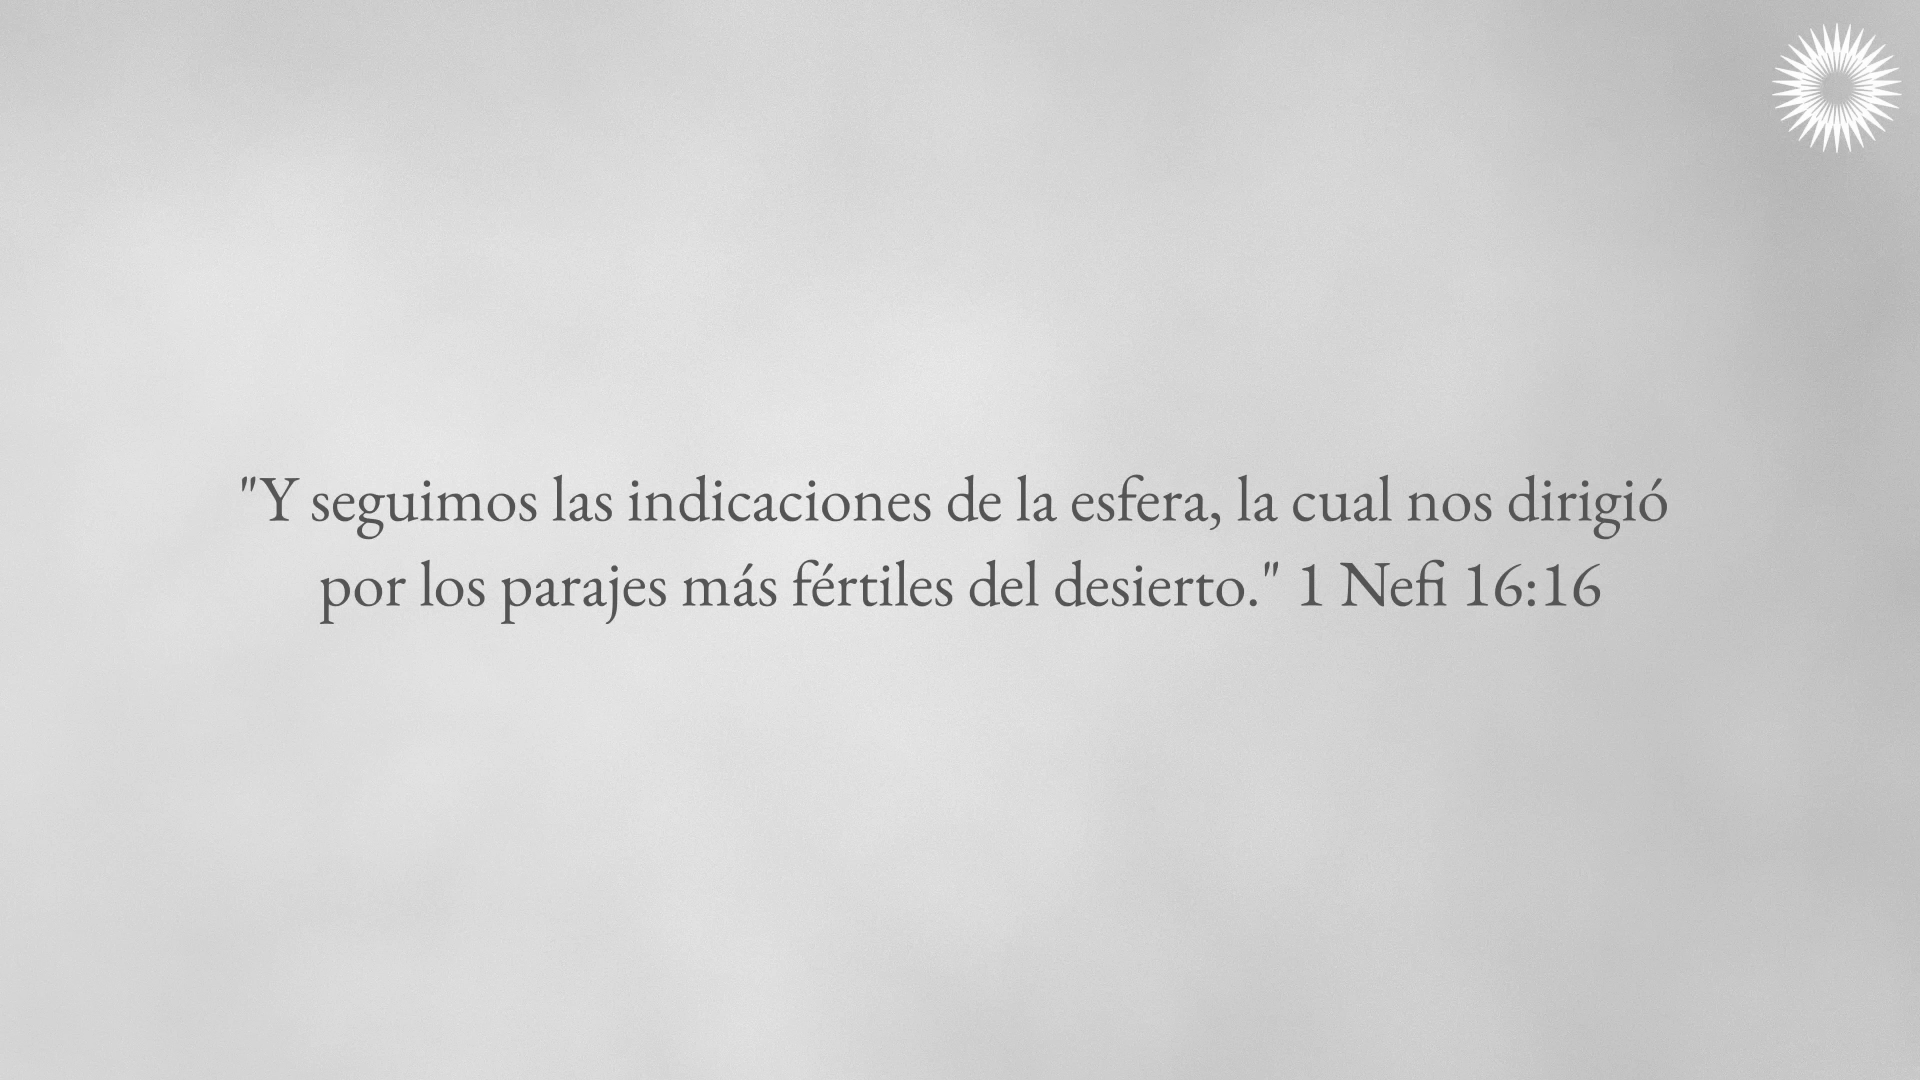 "Y seguimos las indicaciones de la esfera, la cual nos dirigió
por los parajes más fértiles del desierto." 1 Nefi 16:16